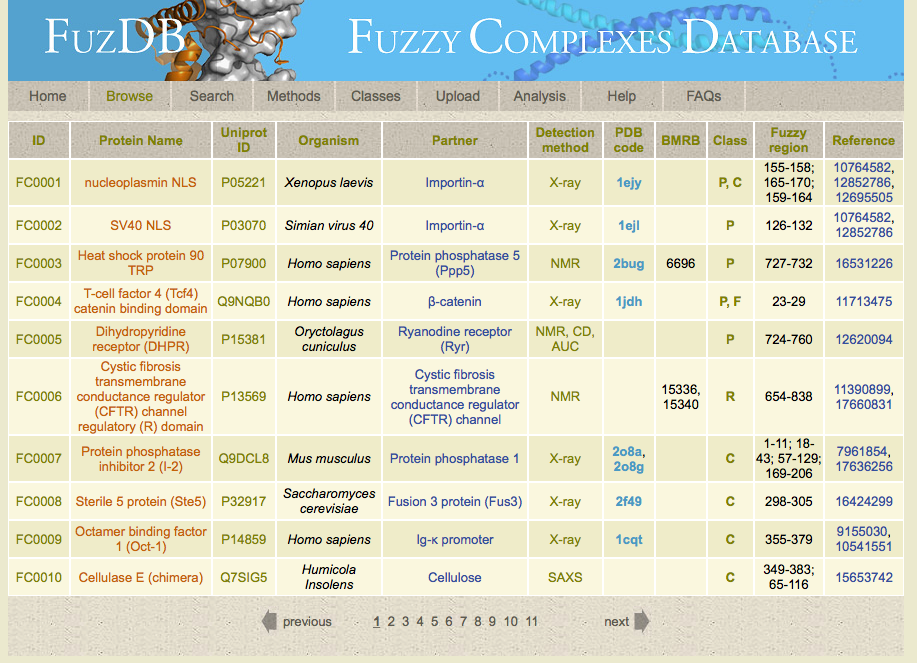 FuzDB Fuzzy Complexes Database
Home Browse Search Methods Classes Upload Analysis Help FAQs
ID Protein Name Uniprot ID Organism Partner Detection method PDB code BMRB Class Fuzzy region Reference
FC0001 nucleoplasmin NLS P05221 Xenopus laevis Importin-α X-ray 1ejy P, C 155-158; 165-170; 159-164 10764582, 12852786, 12695505
FC0002 SV40 NLS P03070 Simian virus 40 Importin-α X-ray 1ejl P 126-132 10764582, 12852786
FC0003 Heat shock protein 90 TRP P07900 Homo sapiens Protein phosphatase 5 (Ppp5) NMR 2bug 6696 P 727-732 16531226
FC0004 T-cell factor 4 (Tcf4) catenin binding domain Q9NQB0 Homo sapiens β-catenin X-ray 1jdh P, F 23-29 11713475
FC0005 Dihydropyridine receptor (DHPR) P15381 Oryctolagus cuniculus Ryanodine receptor (Ryr) NMR, CD, AUC P 724-760 12620094
FC0006 Cystic fibrosis transmembrane conductance regulator (CFTR) channel regulatory (R) domain P13569 Homo sapiens Cystic fibrosis transmembrane conductance regulator (CFTR) channel NMR 15336, 15340 R 654-838 11390899, 17660831
FC0007 Protein phosphatase inhibitor 2 (I-2) Q9DCL8 Mus musculus Protein phosphatase 1 X-ray 2o8a, 2o8g C 1-11; 18-43; 57-129; 169-206 7961854, 17636256
FC0008 Sterile 5 protein (Ste5) P32917 Saccharomyces cerevisiae Fusion 3 protein (Fus3) X-ray 2f49 C 298-305 16424299
FC0009 Octamer binding factor 1 (Oct-1) P14859 Homo sapiens Ig-κ promoter X-ray 1cqt C 355-379 9155030, 10541551
FC0010 Cellulase E (chimera) Q7SIG5 Humicola Insolens Cellulose SAXS C 349-383; 65-116 15653742
previous 1 2 3 4 5 6 7 8 9 10 11 next